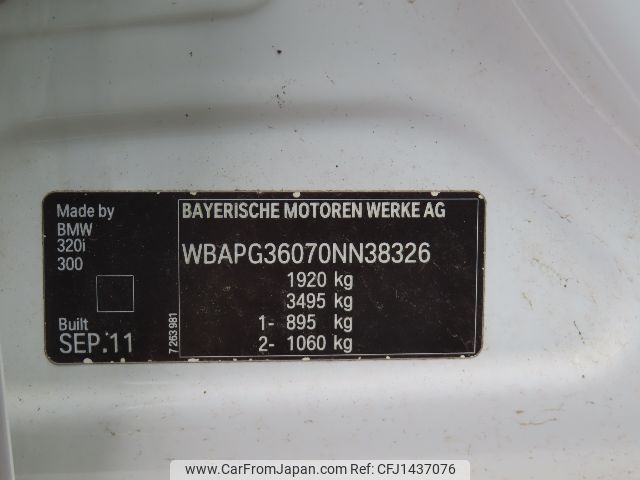 Made by
BMW
320i
300
Built
SEP.11
7 263 981
BAYERISCHE MOTOREN WERKE AG
WBAPG36070NN38326
1920 kg
3495 kg
1- 895 kg
2- 1060 kg
www.CarFromJapan.com | © CarFromJapan | CFJ1437076